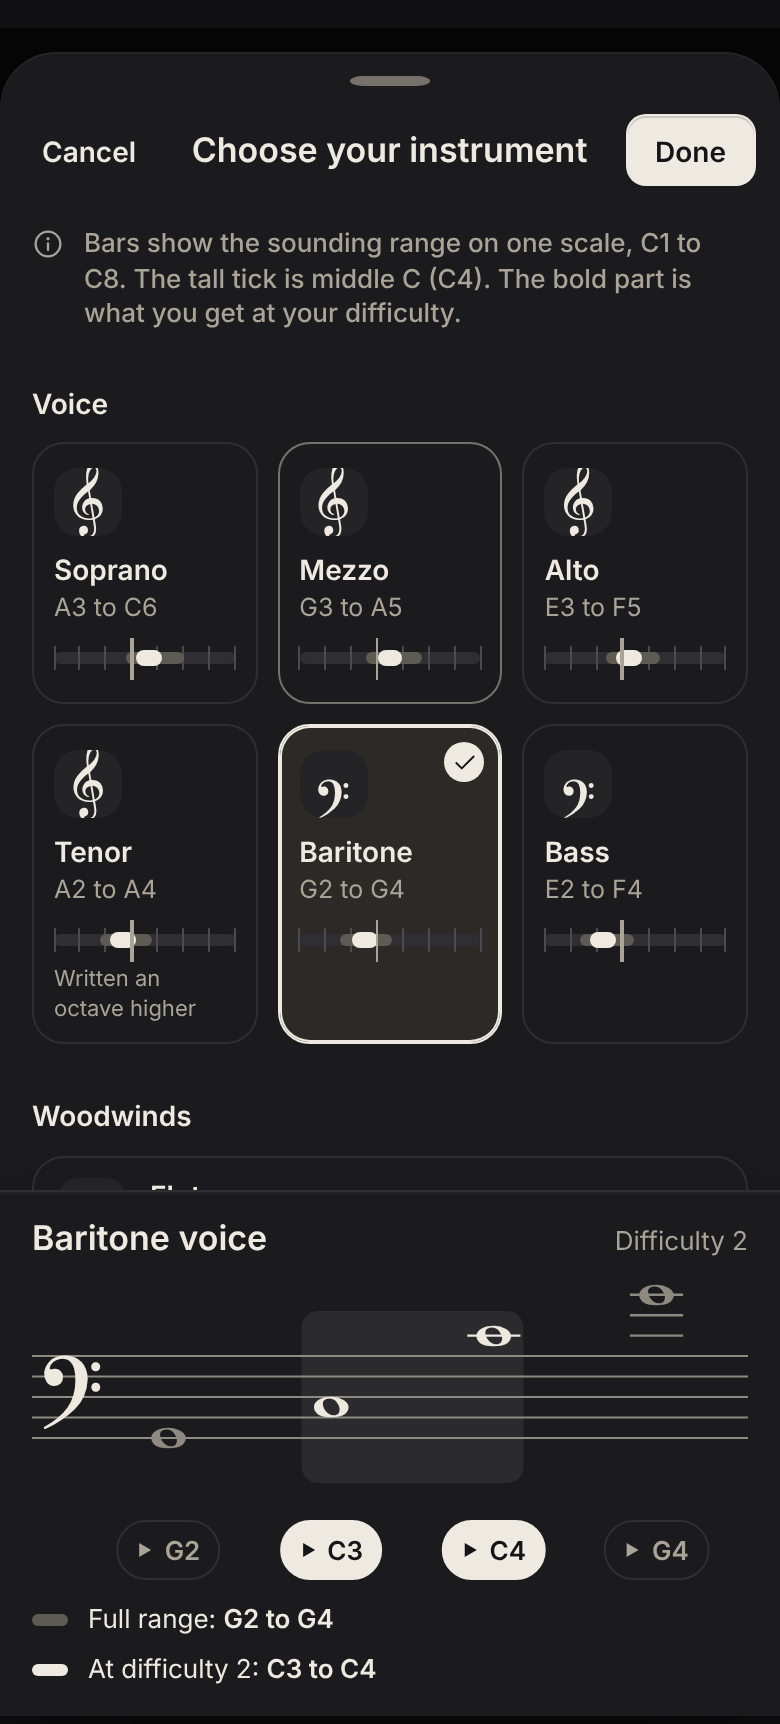 Cancel
Choose your instrument
Done
Bars show the sounding range on one scale, C1 to
C8. The tall tick is middle C (C4). The bold part is
what you get at your difficulty.
Voice
Soprano
A3 to C6
Mezzo
G3 to A5
Alto
E3 to F5
Tenor
A2 to A4
Written an
octave higher
Baritone
G2 to G4
Bass
E2 to F4
Woodwinds
Baritone voice
Difficulty 2
G2
C3
C4
G4
Full range: G2 to G4
At difficulty 2: C3 to C4